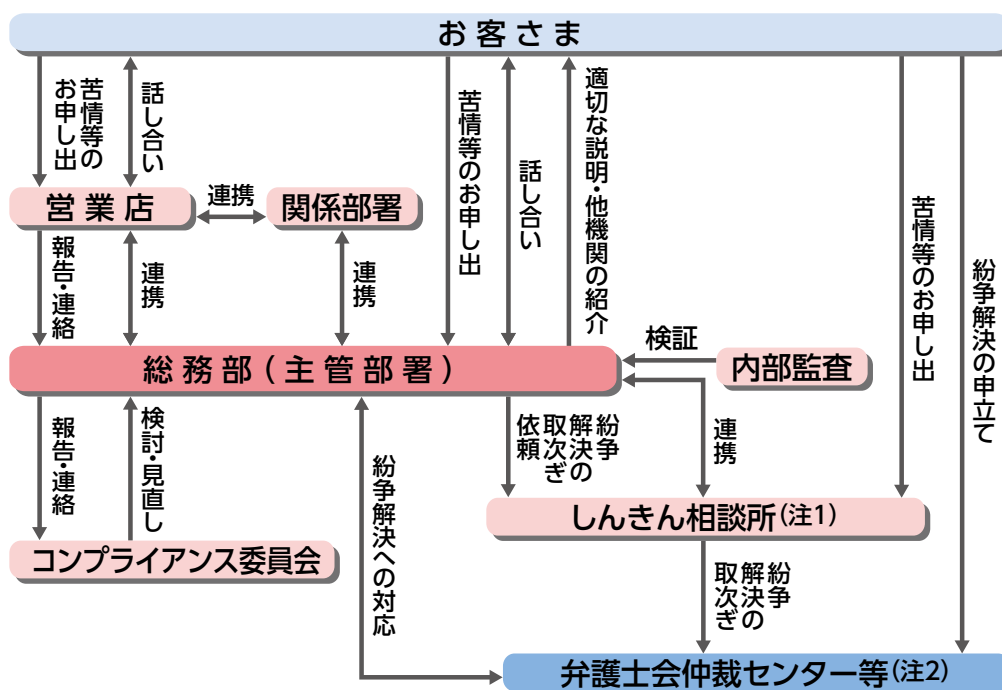 お客さま
苦情等の
お申し出
話し合い
苦情等のお申し出
話し合い
適切な説明・他機関の紹介
苦情等のお申し出
紛争解決の申立て
営業店
連携
関係部署
報告・連絡
連携
連携
総務部(主管部署)
検証
内部監査
報告・連絡
検討・見直し
紛争解決への対応
紛争
解決の
取次ぎ
依頼
連携
しんきん相談所(注1)
コンプライアンス委員会
紛争
解決の
取次ぎ
弁護士会仲裁センター等(注2)